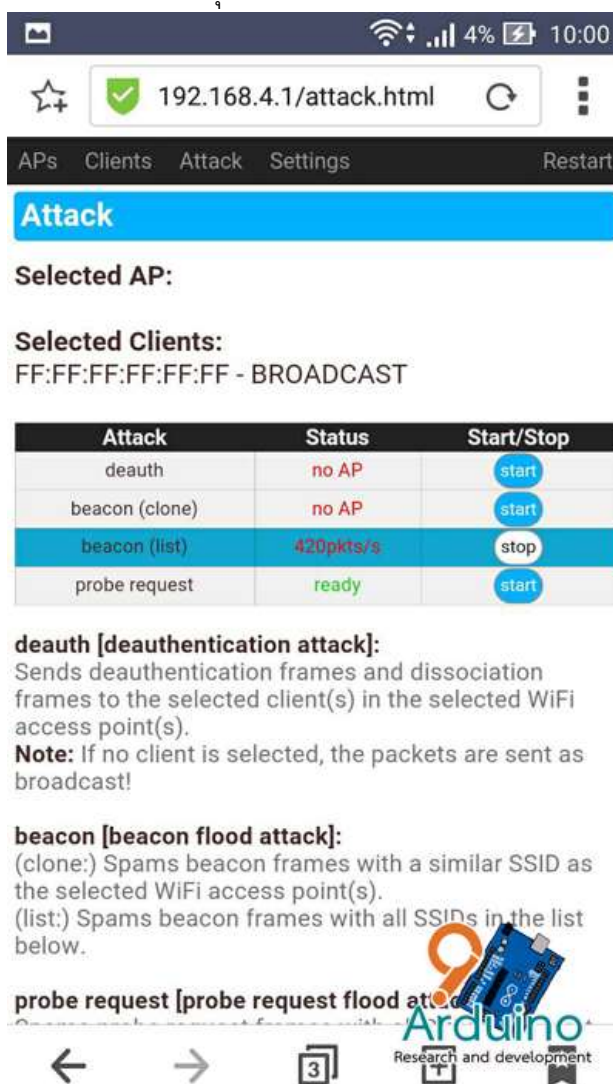 4% 10:00
192.168.4.1/attack.html
APs Clients Attack Settings Restart
Attack
Selected AP:
Selected Clients:
FF:FF:FF:FF:FF:FF - BROADCAST
Attack Status Start/Stop
deauth no AP start
beacon (clone) no AP start
beacon (list) 420pkts/s stop
probe request ready start
deauth [deauthentication attack]:
Sends deauthentication frames and dissociation
frames to the selected client(s) in the selected WiFi
access point(s).
Note: If no client is selected, the packets are sent as
broadcast!
beacon [beacon flood attack]:
(clone:) Spams beacon frames with a similar SSID as
the selected WiFi access point(s).
(list:) Spams beacon frames with all SSIDs in the list
below.
probe request [probe request flood
9
Arduino
Research and development
3